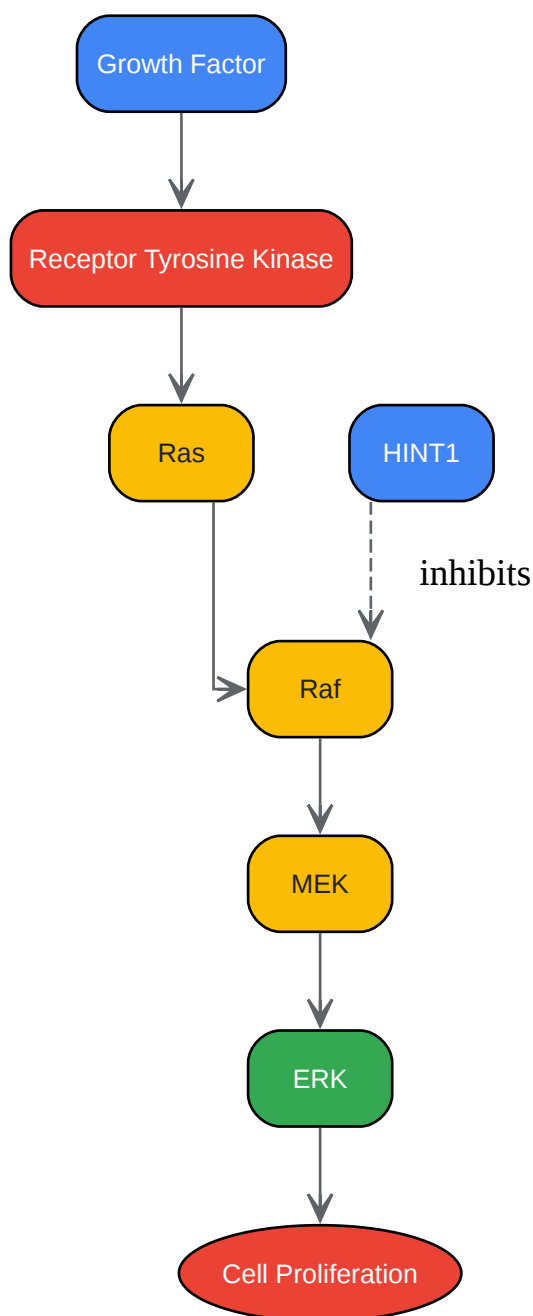 Growth Factor
Receptor Tyrosine Kinase
Ras
HINT1
inhibits
Raf
MEK
ERK
Cell Proliferation